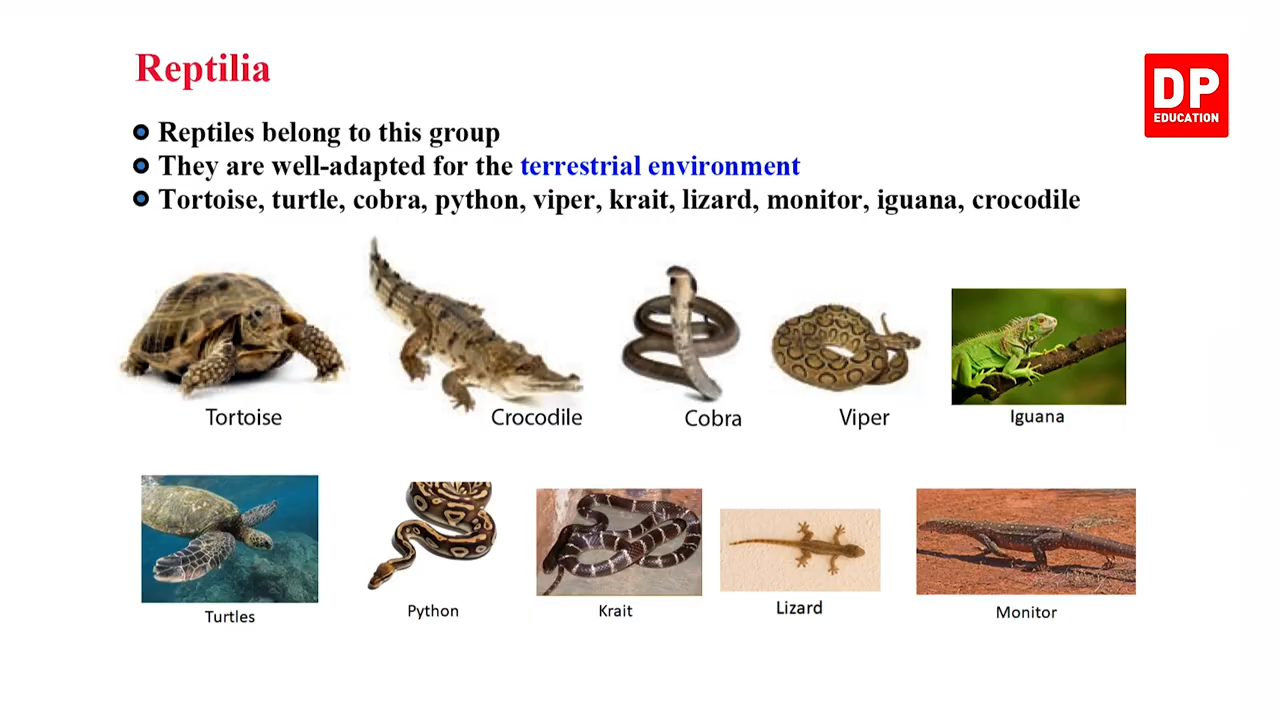 Reptilia
DP
EDUCATION
Reptiles belong to this group
They are well-adapted for the terrestrial environment
Tortoise, turtle, cobra, python, viper, krait, lizard, monitor, iguana, crocodile
Tortoise
Crocodile
Cobra
Viper
Iguana
Turtles
Python
Krait
Lizard
Monitor